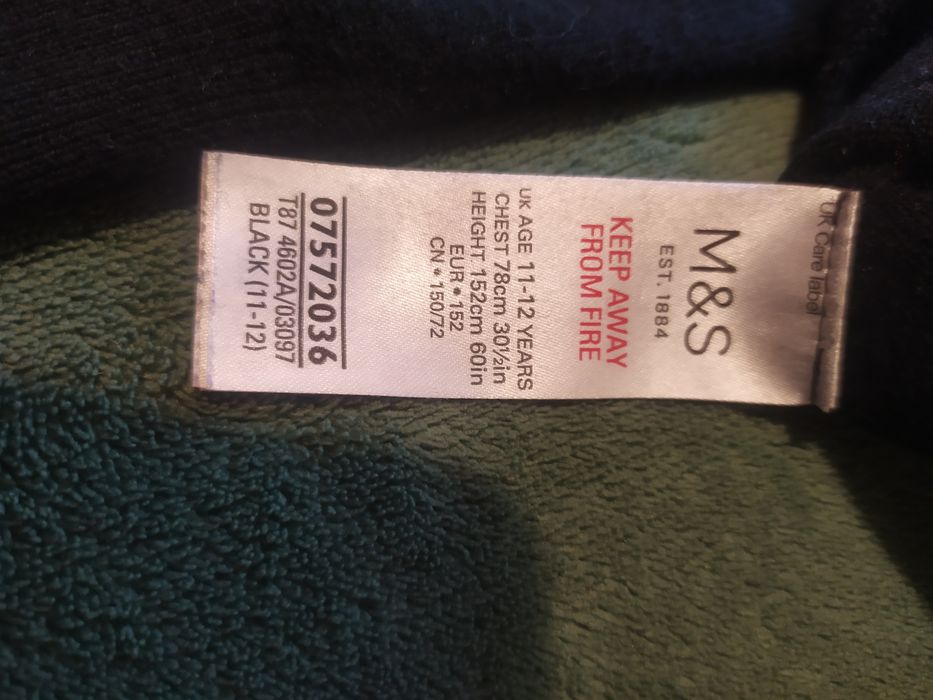 UK Care label
M&S
EST. 1884
KEEP AWAY
FROM FIRE
UK AGE 11-12 YEARS
CHEST 78cm 30½in
HEIGHT 152cm 60in
EUR • 152
CN • 150/72
07572036
T87 4602A/03097
BLACK (11-12)